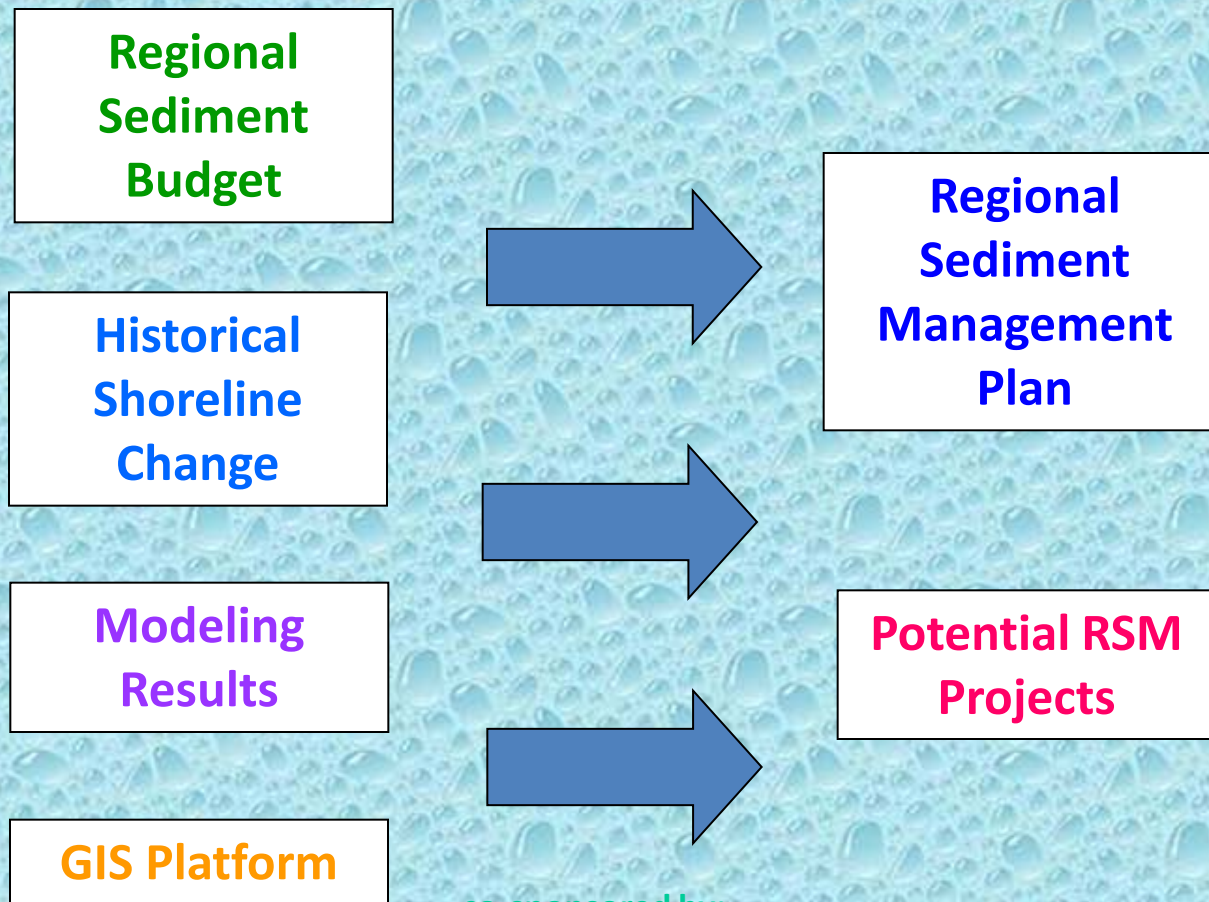 Regional
Sediment
Budget
Historical
Shoreline
Change
Modeling
Results
GIS Platform
Regional
Sediment
Management
Plan
Potential RSM
Projects